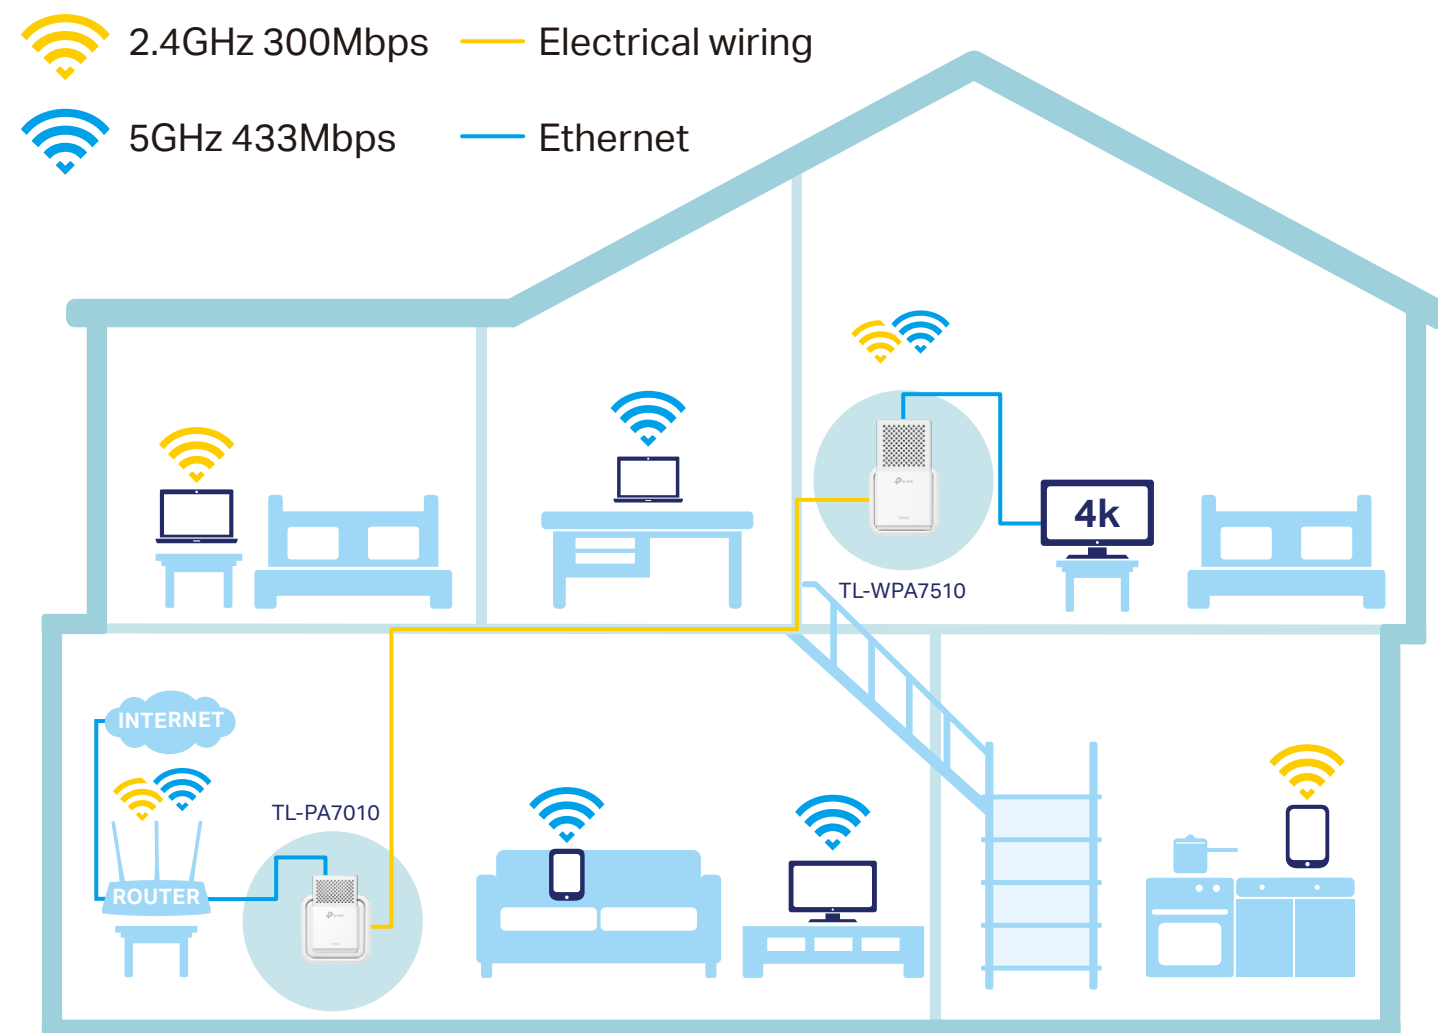 2.4GHz 300Mbps
Electrical wiring
5GHz 433Mbps
Ethernet
4k
TL-WPA7510
INTERNET
TL-PA7010
ROUTER